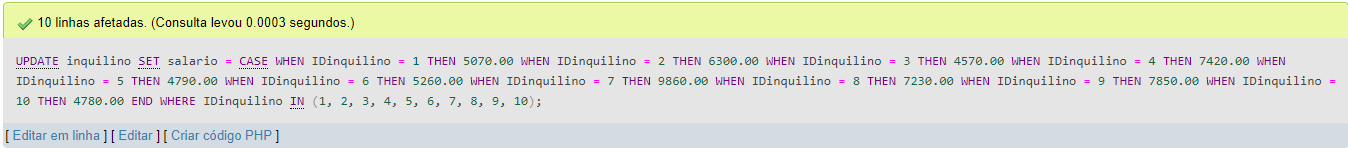 10 linhas afetadas. (Consulta levou 0.0003 segundos.)
UPDATE inquilino SET salario = CASE WHEN IDinquilino = 1 THEN 5070.00 WHEN IDinquilino = 2 THEN 6300.00 WHEN IDinquilino = 3 THEN 4570.00 WHEN IDinquilino = 4 THEN 7420.00 WHEN
IDinquilino = 5 THEN 4790.00 WHEN IDinquilino = 6 THEN 5260.00 WHEN IDinquilino = 7 THEN 9860.00 WHEN IDinquilino = 8 THEN 7230.00 WHEN IDinquilino = 9 THEN 7850.00 WHEN IDinquilino =
10 THEN 4780.00 END WHERE IDinquilino IN (1, 2, 3, 4, 5, 6, 7, 8, 9, 10);
[ Editar em linha ] [ Editar ] [ Criar código PHP ]